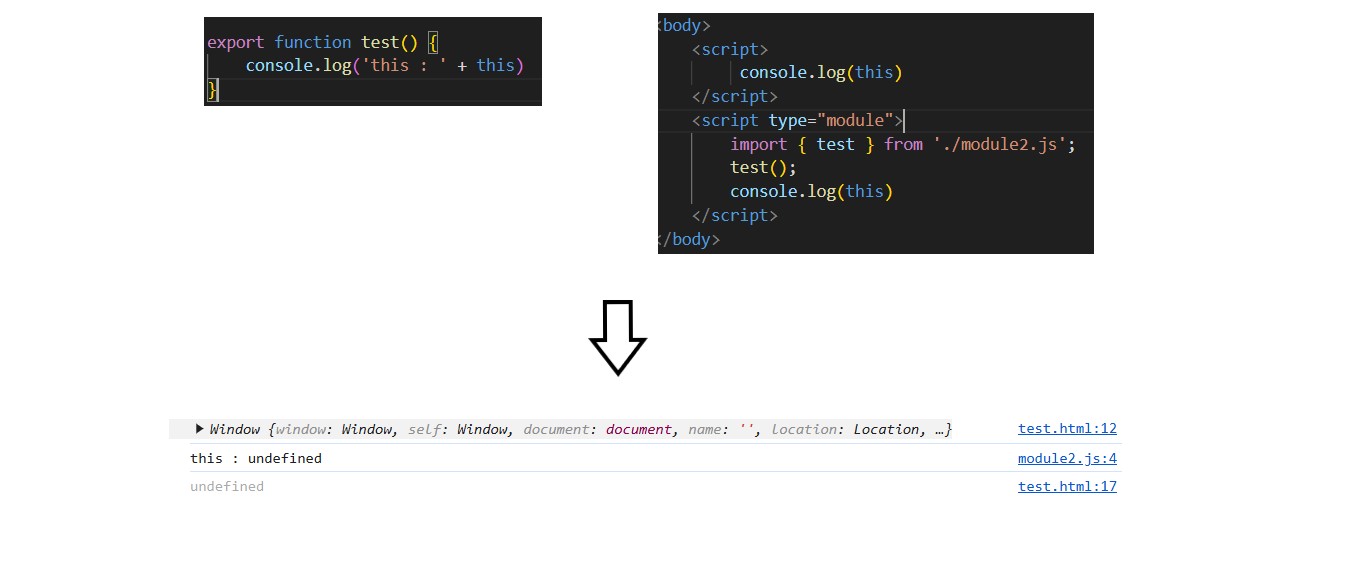 export function test() {
console.log('this : ' + this)
}
<body>
<script>
console.log(this)
</script>
<script type="module">
import { test } from './module2.js';
test();
console.log(this)
</script>
</body>
▶ Window {window: Window, self: Window, document: document, name: '', location: Location, …} test.html:12
this : undefined module2.js:4
undefined test.html:17